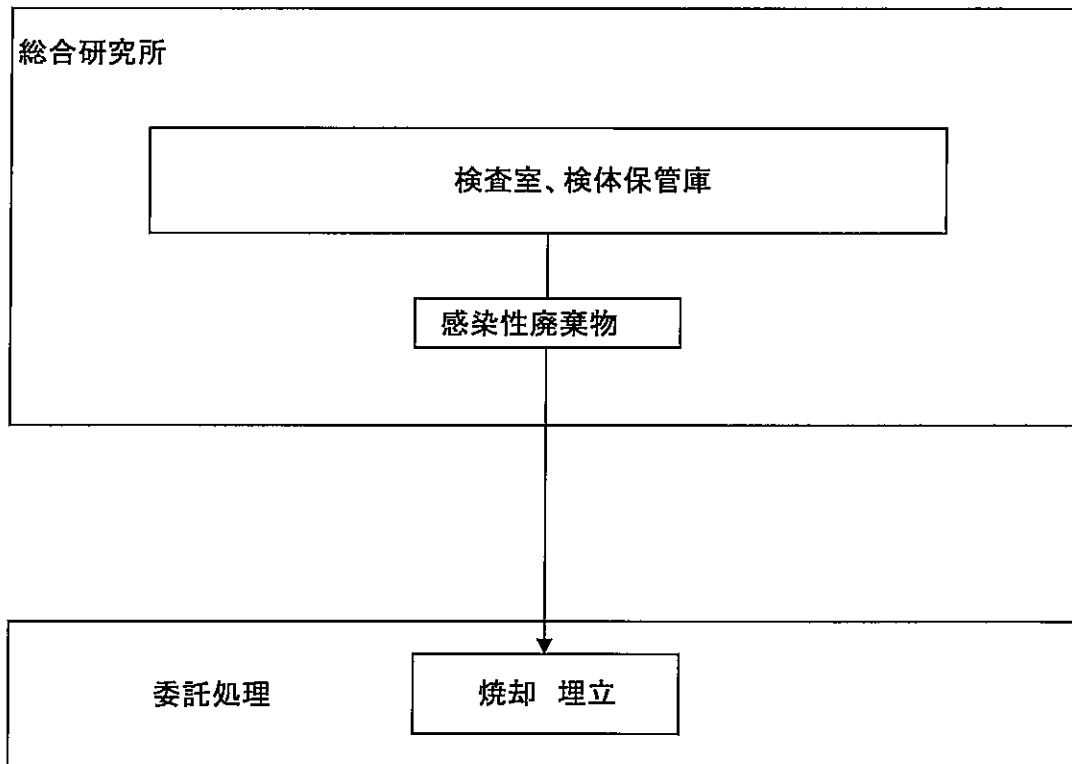 総合研究所
検査室、検体保管庫
感染性廃棄物
委託処理
焼却 埋立